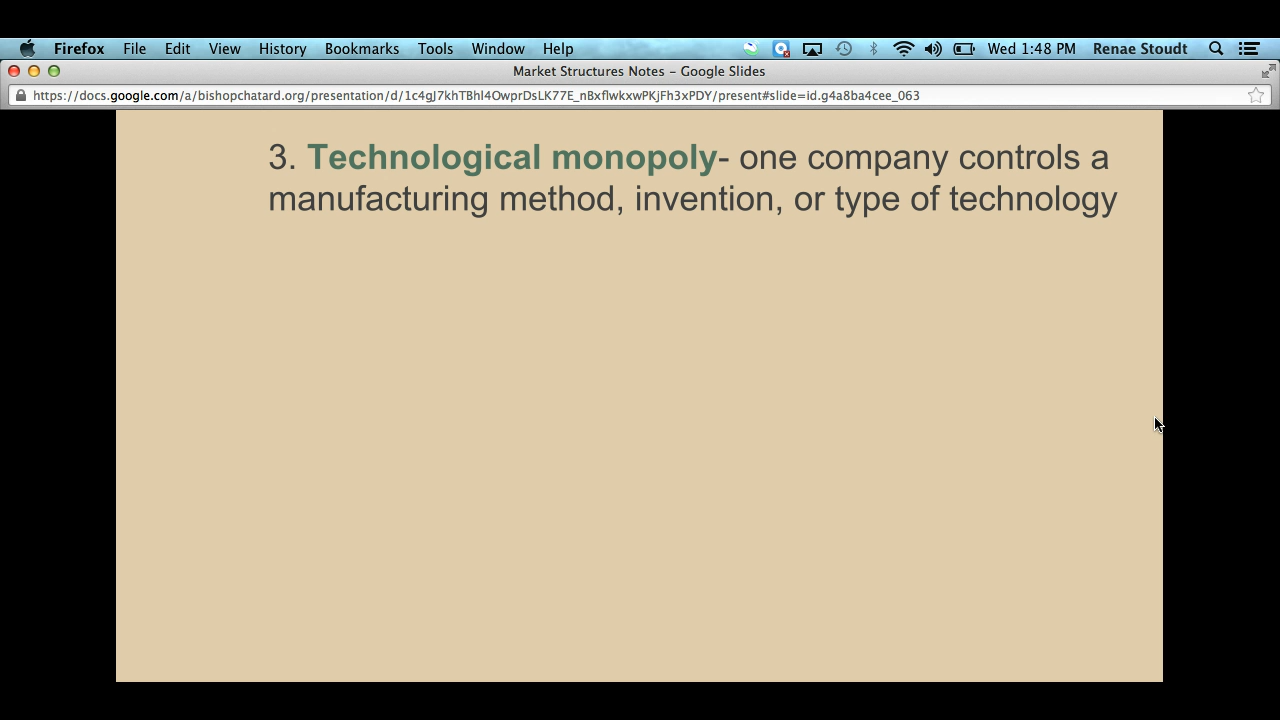 Firefox File Edit View History Bookmarks Tools Window Help Wed 1:48 PM Renae Stoudt
Market Structures Notes – Google Slides
https://docs.google.com/a/bishopchatard.org/presentation/d/1c4gJ7khTBhI4OwprDsLK77E_nBxflwkxwPKjFh3xPDY/present#slide=id.g4a8ba4cee_063
3. Technological monopoly- one company controls a
manufacturing method, invention, or type of technology